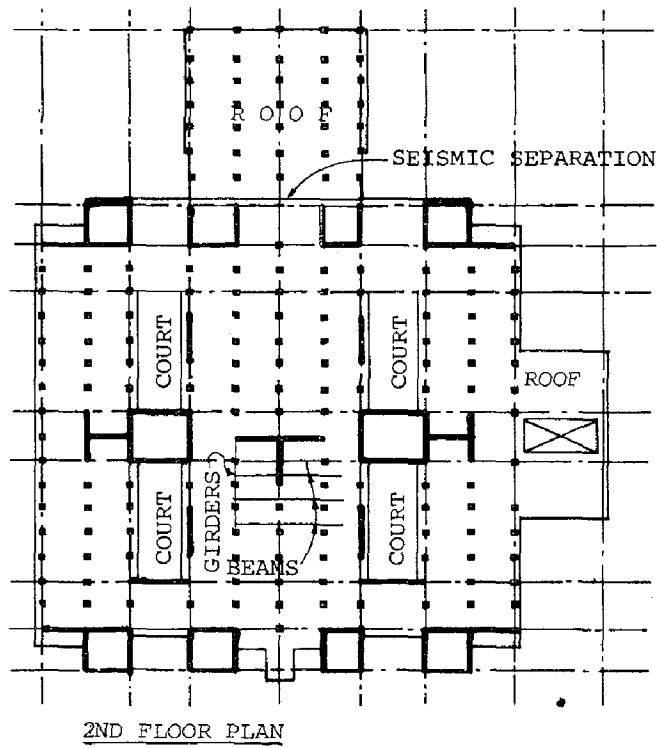 ROOF
SEISMIC SEPARATION
COURT
COURT
ROOF
COURT
GIRDERS
BEAMS
COURT
2ND FLOOR PLAN